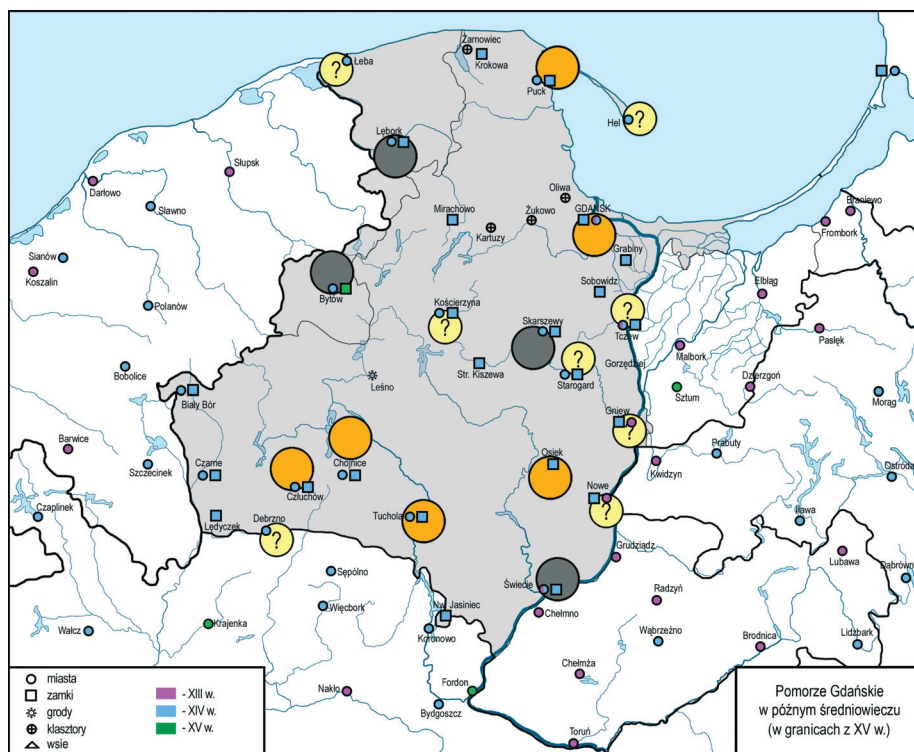 Żarnowiec
Krokowa
Łeba
?
Puck
?
Hel
Lębork
Słupsk
Darłowo
Sławno
Oliwa
Mirachowo
Żukowo
GDAŃSK
Kartuzy
Braniewo
Frombork
Sianów
Koszalin
Grabiny
Bytów
Sobowidz
Elbląg
Polanów
Kościerzyna
?
Skarszewy
?
Tczew
Pasłęk
Malbork
Bobolice
Leśno
Str. Kiszewa
?
Gorzędziej
Starogard
Dzierzgoń
Sztum
Morąg
Biały Bór
Gniew
?
Barwice
Szczecinek
Czarne
Chojnice
Człuchów
Osiek
Kwidzyn
Prabuty
Ostróda
Czaplinek
Lędyczek
Debrzno
?
Tuchola
Nowe
?
Iława
Grudziądz
Lubawa
Sępólno
Świecie
Radzyń
Dąbrówno
Więcbork
Nw. Jasiniec
Chełmno
Wałcz
Krajenka
Koronowo
Wąbrzeźno
Brodnica
Lidzbark
Chełmża
Nakło
Fordon
Bydgoszcz
Toruń
miasta
zamki
grody
klasztory
wsie
- XIII w.
- XIV w.
- XV w.
Pomorze Gdańskie
w późnym średniowieczu
(w granicach z XV w.)